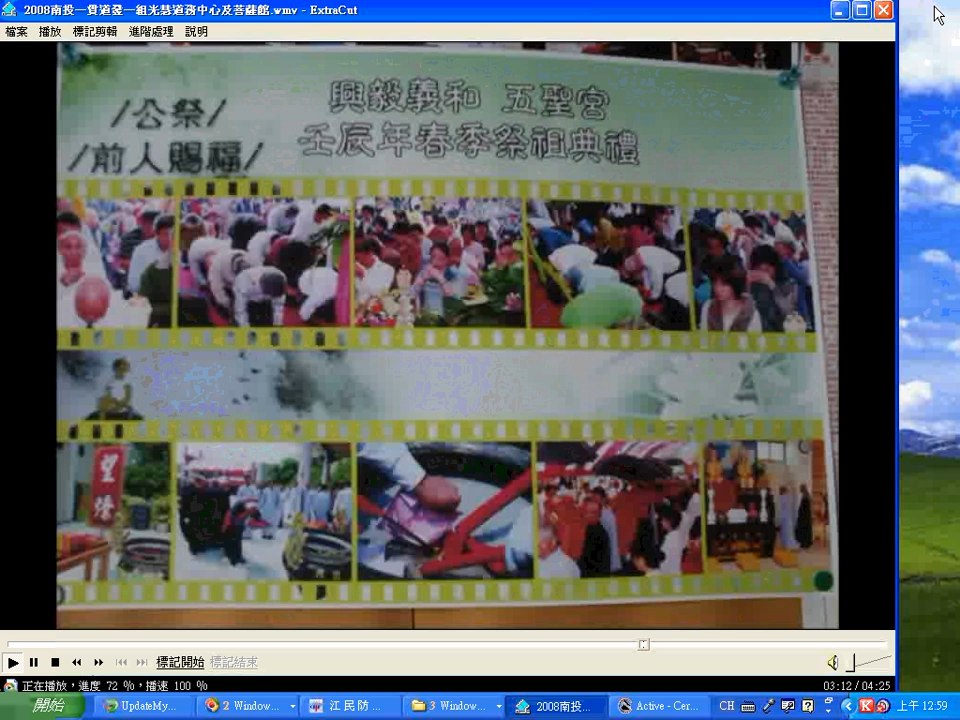 2008南投一貫道發一組光慧道務中心及菩薩館.wmv - ExtraCut
檔案 播放 標記剪輯 進階處理 說明
/公祭/
/前人賜福/
興毅義和 五聖宮
壬辰年春季祭祖典禮
望燎
標記開始 標記結束
正在播放，進度 72 %，播速 100 %
03:12 / 04:25
開始 UpdateMy... 2 Window... 江 民 防 ... 3 Window... 2008南投... Active - Cer... CH 上午 12:59